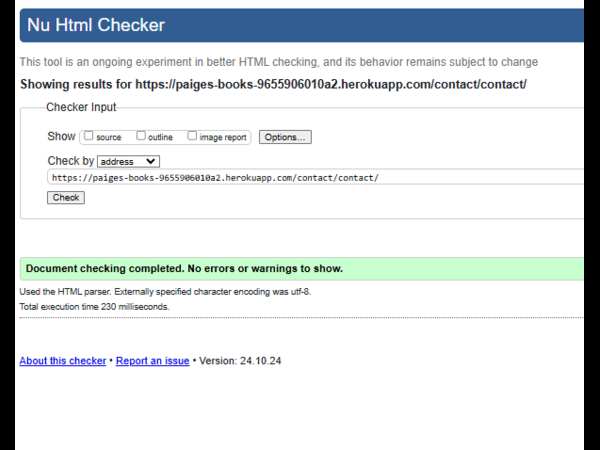 Nu Html Checker
This tool is an ongoing experiment in better HTML checking, and its behavior remains subject to change
Showing results for https://paiges-books-9655906010a2.herokuapp.com/contact/contact/
Checker Input
Show source outline image report Options...
Check by address
https://paiges-books-9655906010a2.herokuapp.com/contact/contact/
Check
Document checking completed. No errors or warnings to show.
Used the HTML parser. Externally specified character encoding was utf-8.
Total execution time 230 milliseconds.
About this checker • Report an issue • Version: 24.10.24